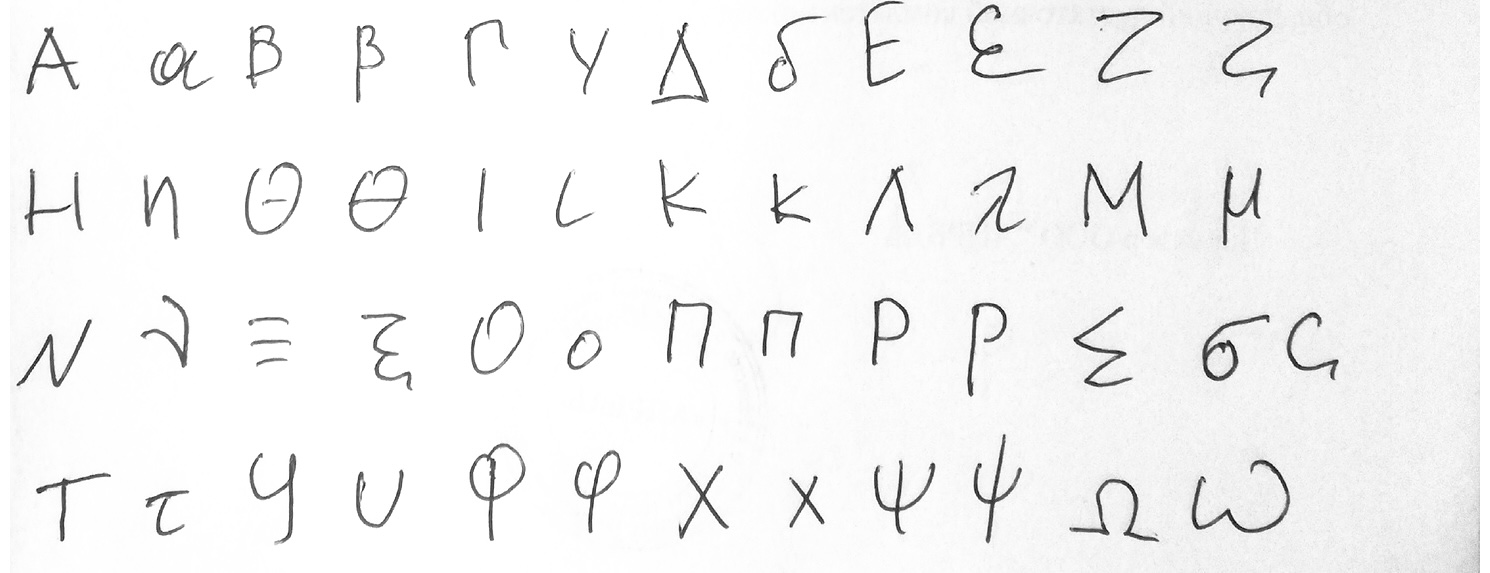 Α α Β β Γ γ Δ δ Ε ε Ζ ζ
Η η Θ θ Ι ι Κ κ Λ λ Μ μ
Ν ν Ξ ξ Ο ο Π π Ρ ρ Σ σ ς
Τ τ Υ υ Φ φ Χ χ Ψ ψ Ω ω